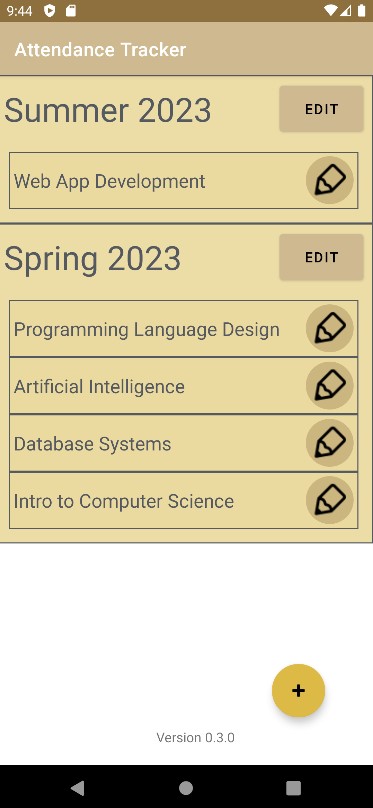 9:44
Attendance Tracker
Summer 2023
EDIT
Web App Development
Spring 2023
EDIT
Programming Language Design
Artificial Intelligence
Database Systems
Intro to Computer Science
+
Version 0.3.0